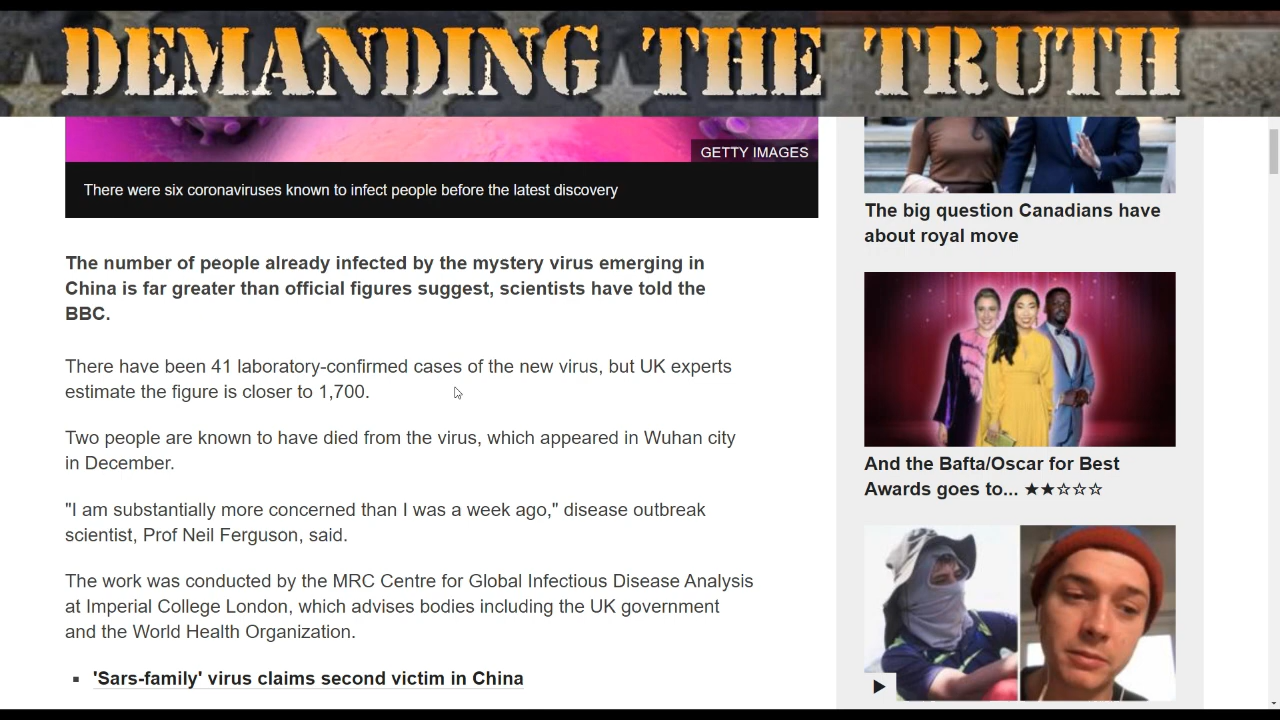 DEMANDING THE TRUTH
GETTY IMAGES
There were six coronaviruses known to infect people before the latest discovery
The number of people already infected by the mystery virus emerging in
China is far greater than official figures suggest, scientists have told the
BBC.
There have been 41 laboratory-confirmed cases of the new virus, but UK experts
estimate the figure is closer to 1,700.
Two people are known to have died from the virus, which appeared in Wuhan city
in December.
"I am substantially more concerned than I was a week ago," disease outbreak
scientist, Prof Neil Ferguson, said.
The work was conducted by the MRC Centre for Global Infectious Disease Analysis
at Imperial College London, which advises bodies including the UK government
and the World Health Organization.
'Sars-family' virus claims second victim in China
The big question Canadians have
about royal move
And the Bafta/Oscar for Best
Awards goes to... ★★☆☆☆